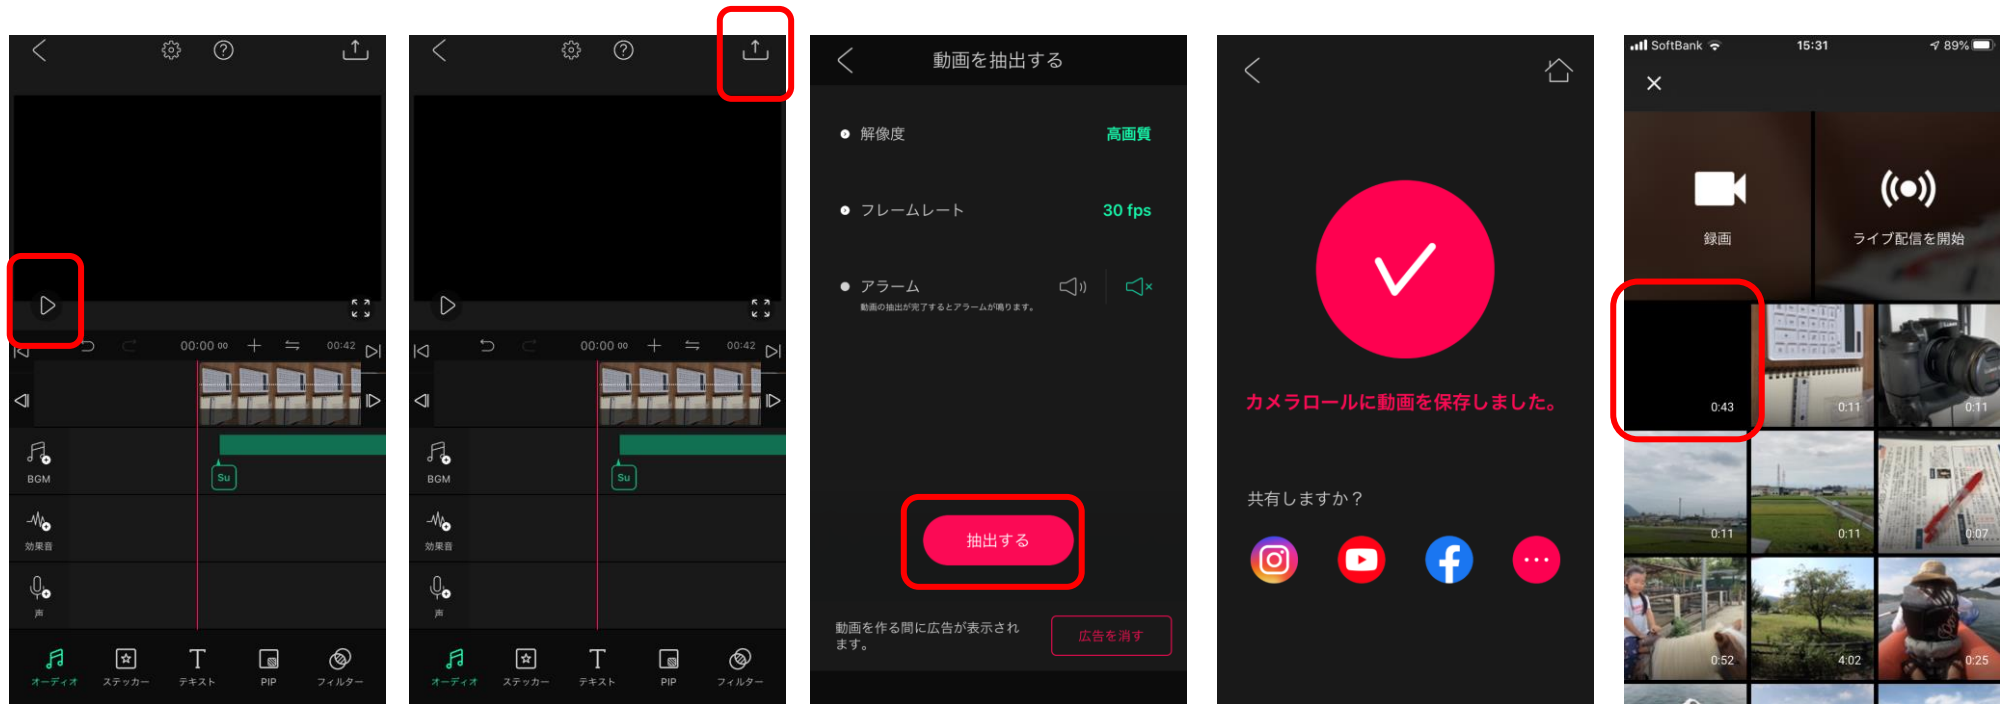 00:00 00
00:42
Su
BGM
効果音
声
オーディオ
ステッカー
テキスト
PIP
フィルター
00:00 00
00:42
Su
BGM
効果音
声
オーディオ
ステッカー
テキスト
PIP
フィルター
動画を抽出する
解像度
高画質
フレームレート
30 fps
アラーム
動画の抽出が完了するとアラームが鳴ります。
抽出する
動画を作る間に広告が表示され
ます。
広告を消す
カメラロールに動画を保存しました。
共有しますか？
SoftBank
15:31
89%
録画
ライブ配信を開始
0:43
0:11
0:11
0:11
0:11
0:07
0:52
4:02
0:25